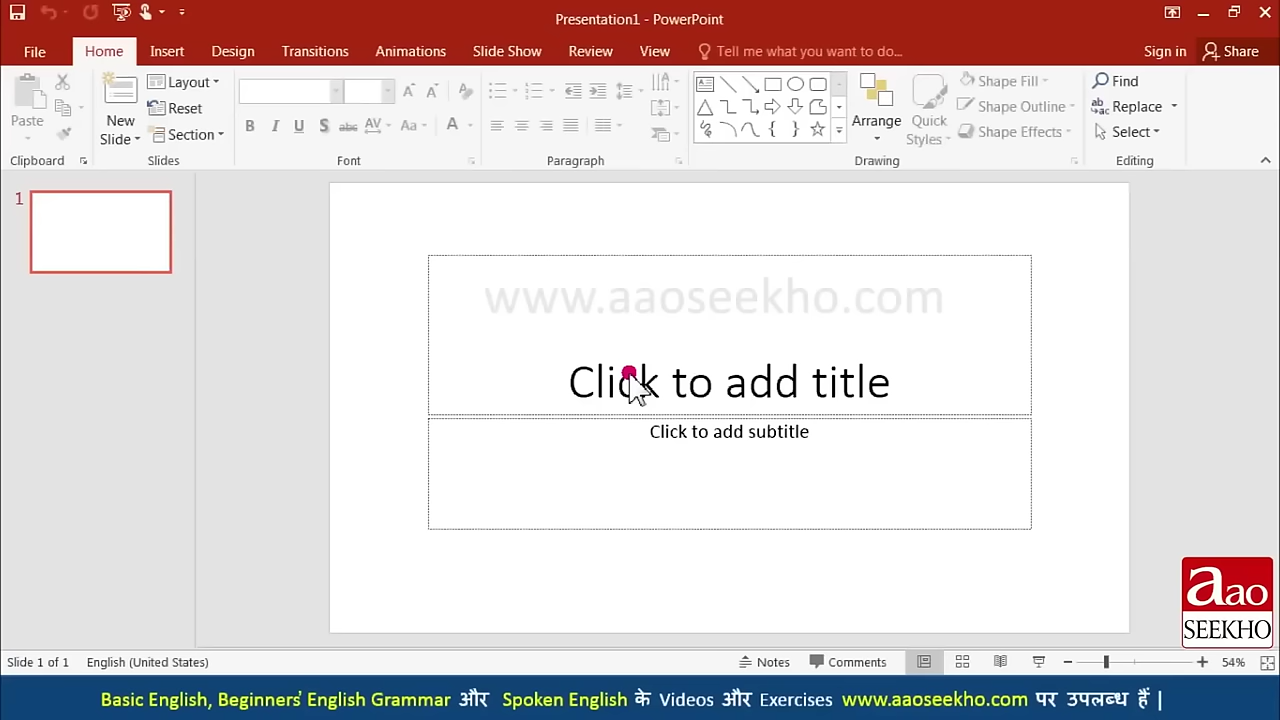 Presentation1 - PowerPoint
File Home Insert Design Transitions Animations Slide Show Review View Tell me what you want to do... Sign in Share
Paste
New Slide
Layout
Reset
Section
B I U S abc AV Aa A
Arrange
Quick Styles
Shape Fill
Shape Outline
Shape Effects
Find
Replace
Select
Clipboard Slides Font Paragraph Drawing Editing
1
www.aaoseekho.com
Click to add title
Click to add subtitle
aao
SEEKHO
Slide 1 of 1 English (United States) Notes Comments 54%
Basic English, Beginners' English Grammar और Spoken English के Videos और Exercises www.aaoseekho.com पर उपलब्ध हैं |